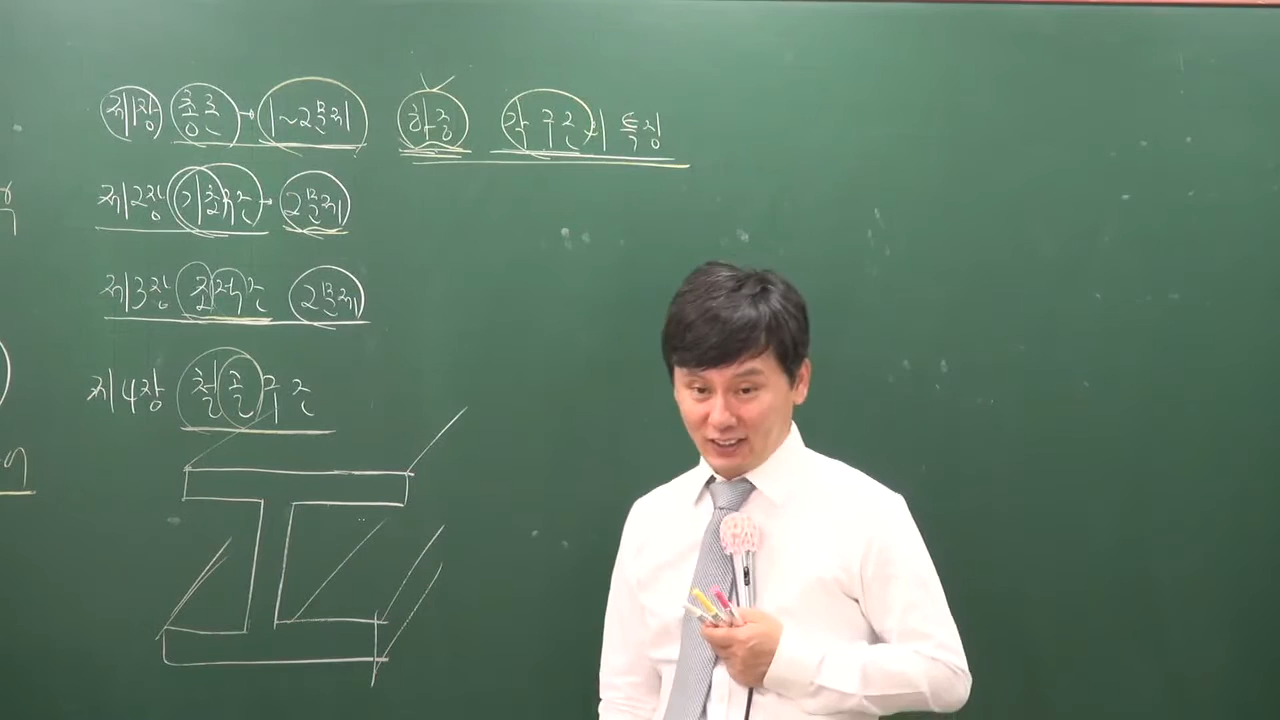 제1장 총론 → 1~2문제 하중 각 구조의 특징
제2장 기초구조 → 2문제
제3장 조적조 2문제
제4장 철골구조